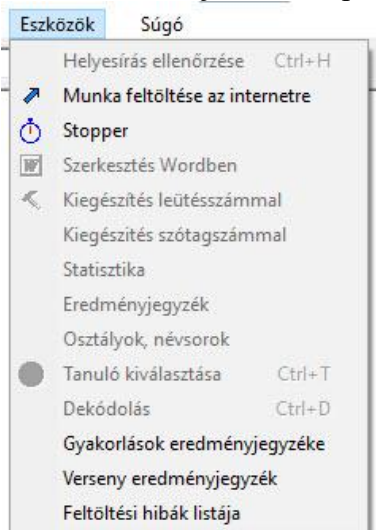 Eszközök Súgó
Helyesírás ellenőrzése Ctrl+H
Munka feltöltése az internetre
Stopper
Szerkesztés Wordben
Kiegészítés leütésszámmal
Kiegészités szótagszámmal
Statisztika
Eredményjegyzék
Osztályok, névsorok
Tanuló kiválasztása Ctrl+T
Dekódolás Ctrl+D
Gyakorlások eredményjegyzéke
Verseny eredményjegyzék
Feltöltési hibák listája